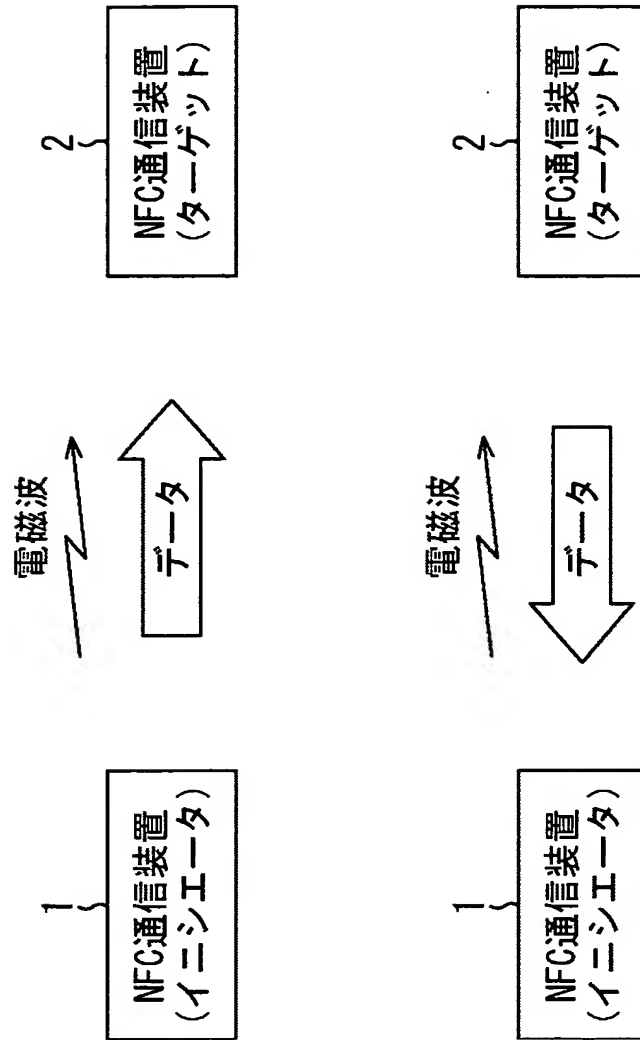 1
NFC通信装置
(イニシエータ)
電磁波
データ
2
NFC通信装置
(ターゲット)
1
NFC通信装置
(イニシエータ)
電磁波
データ
2
NFC通信装置
(ターゲット)